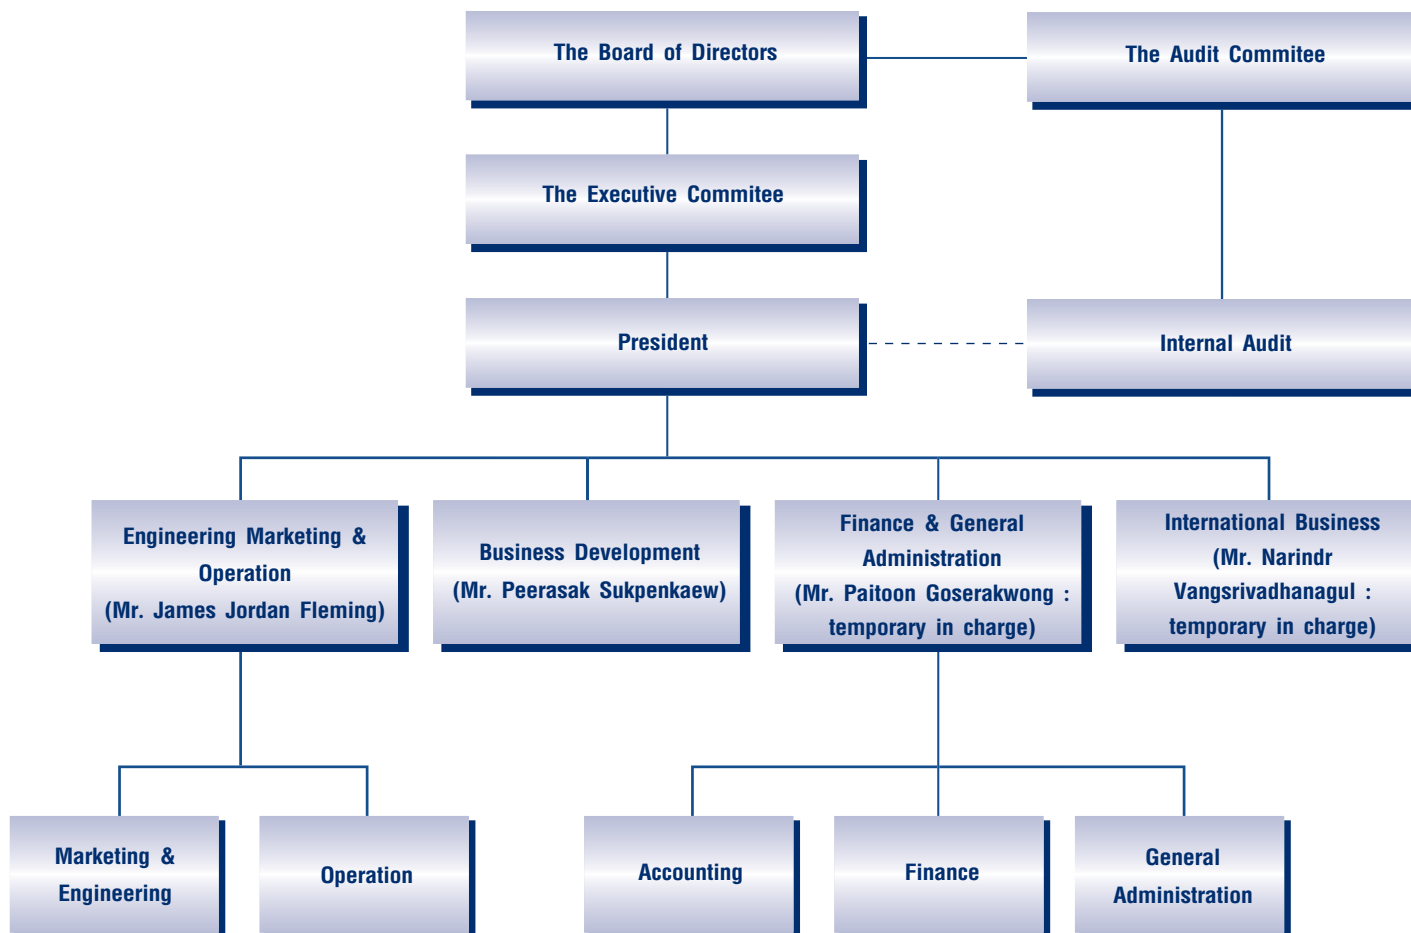 The Board of Directors
The Audit Commitee
The Executive Commitee
President
Internal Audit
Engineering Marketing &
Operation
(Mr. James Jordan Fleming)
Business Development
(Mr. Peerasak Sukpenkaew)
Finance & General
Administration
(Mr. Paitoon Goserakwong :
temporary in charge)
International Business
(Mr. Narindr
Vangsrivadhanagul :
temporary in charge)
Marketing &
Engineering
Operation
Accounting
Finance
General
Administration